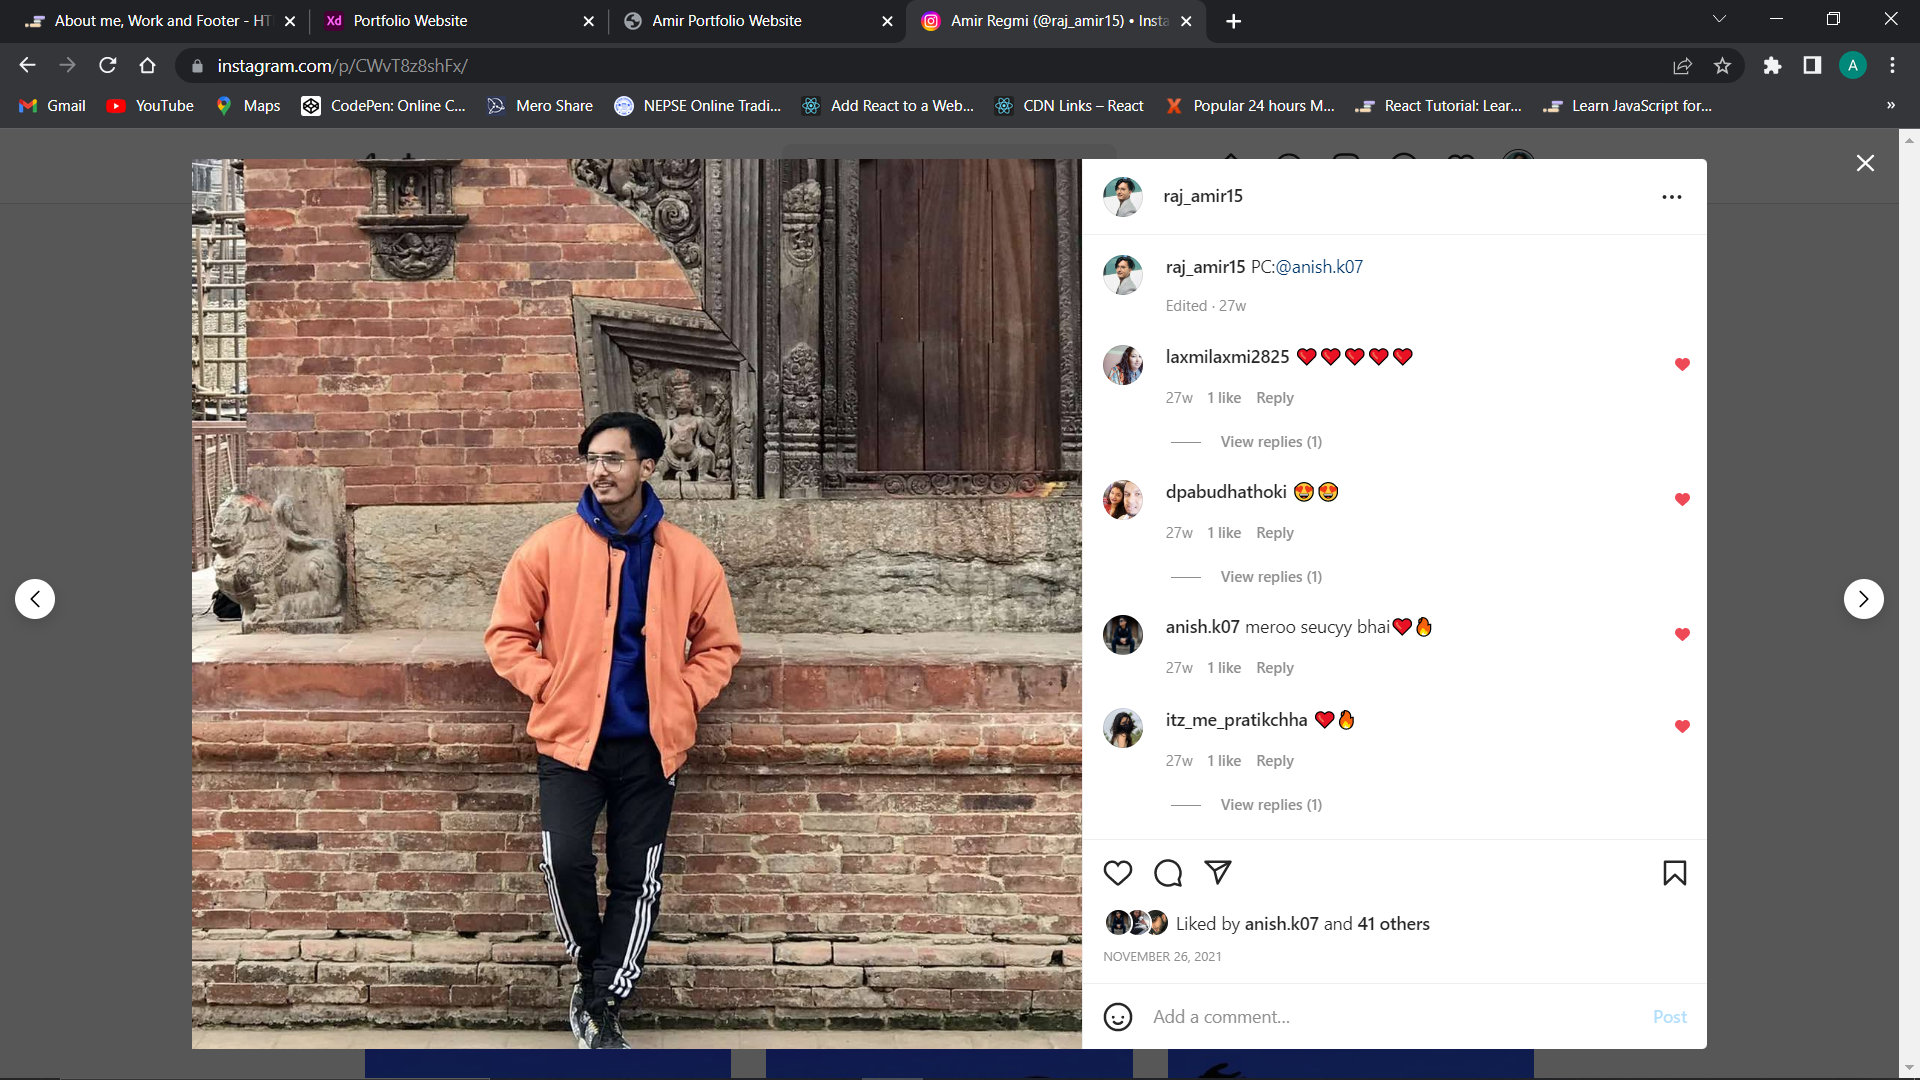 About me, Work and Footer - HT
Xd Portfolio Website
Amir Portfolio Website
Amir Regmi (@raj_amir15) • Insta
instagram.com/p/CWvT8z8shFx/
A
Gmail
YouTube
Maps
CodePen: Online C...
Mero Share
NEPSE Online Tradi...
Add React to a Web...
CDN Links – React
Popular 24 hours M...
React Tutorial: Lear...
Learn JavaScript for...
»
raj_amir15
raj_amir15 PC:@anish.k07
Edited · 27w
laxmilaxmi2825 ❤️❤️❤️❤️❤️
27w 1 like Reply
View replies (1)
dpabudhathoki 😍😍
27w 1 like Reply
View replies (1)
anish.k07 meroo seucyy bhai❤️🔥
27w 1 like Reply
itz_me_pratikchha ❤️🔥
27w 1 like Reply
View replies (1)
Liked by anish.k07 and 41 others
NOVEMBER 26, 2021
Add a comment...
Post